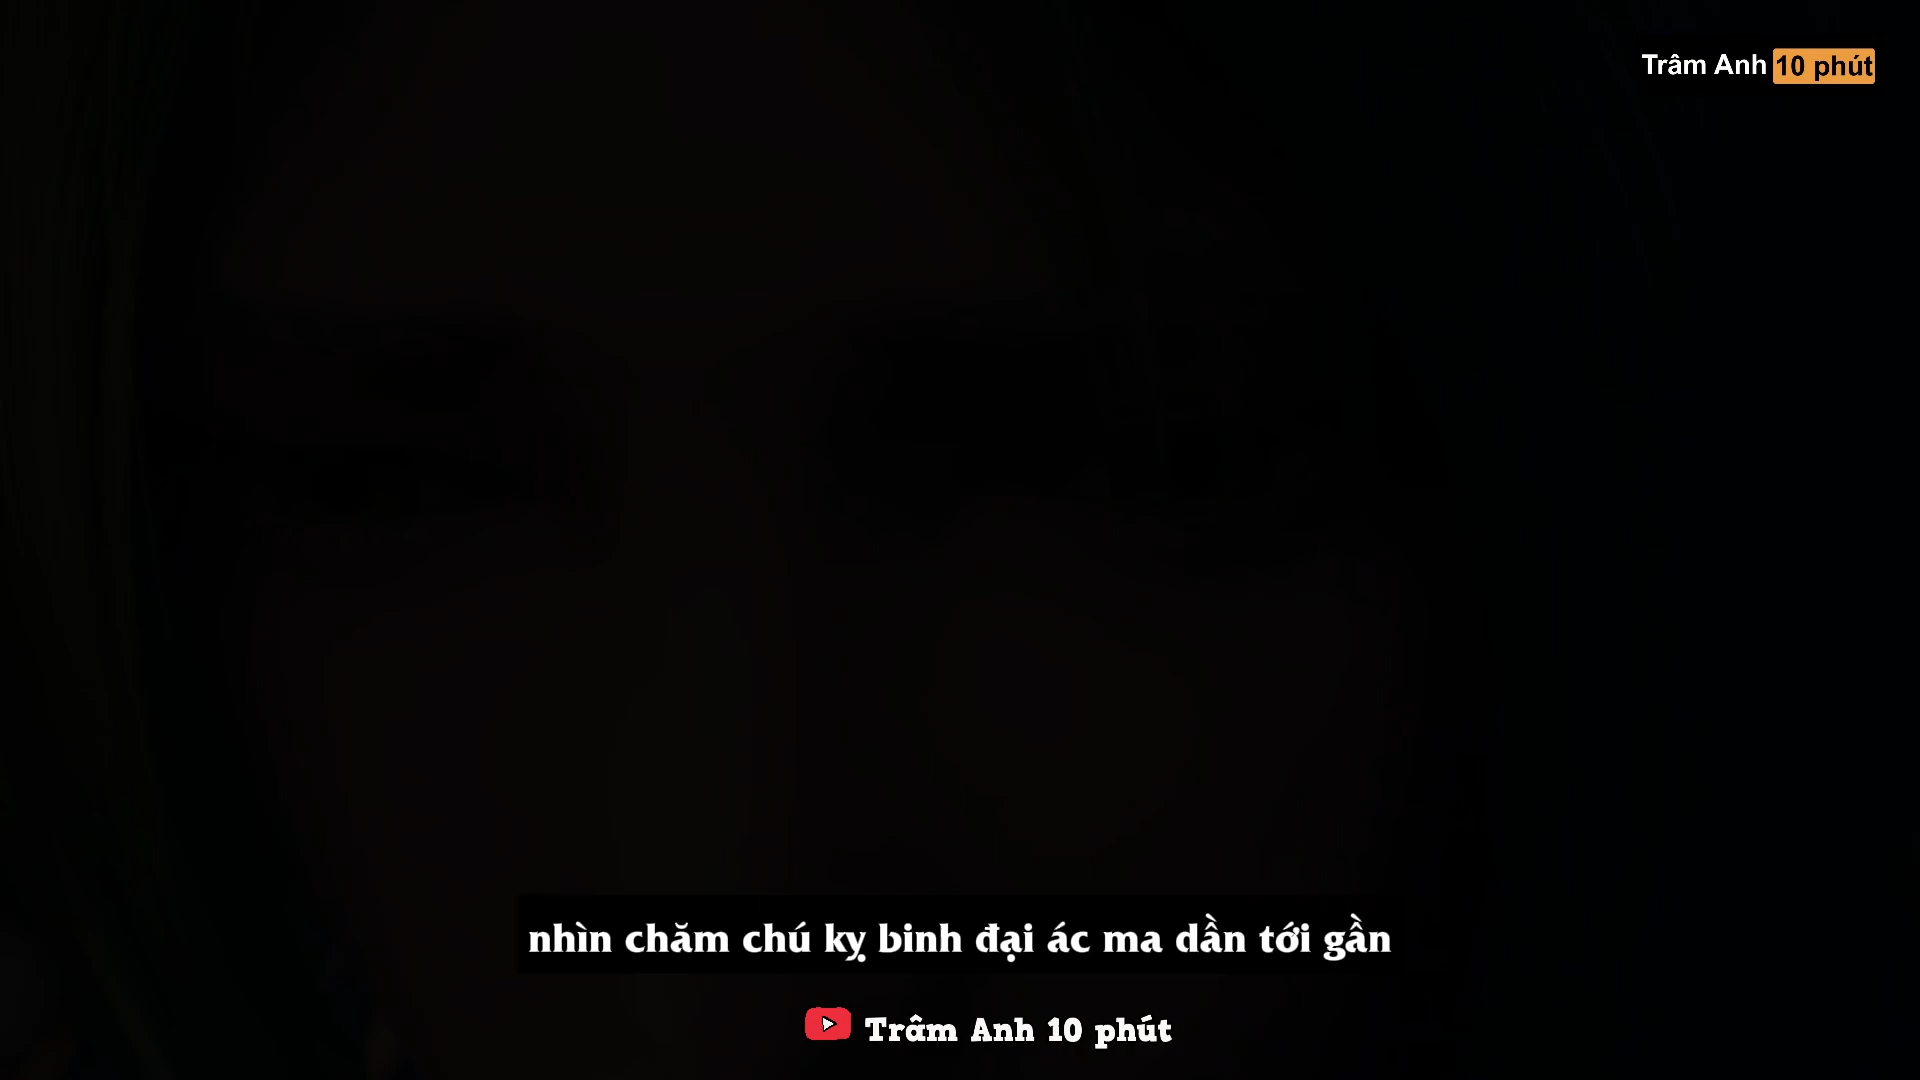 Trâm Anh 10 phút
nhìn chăm chú kỵ binh đại ác ma dần tới gần
Trâm Anh 10 phút